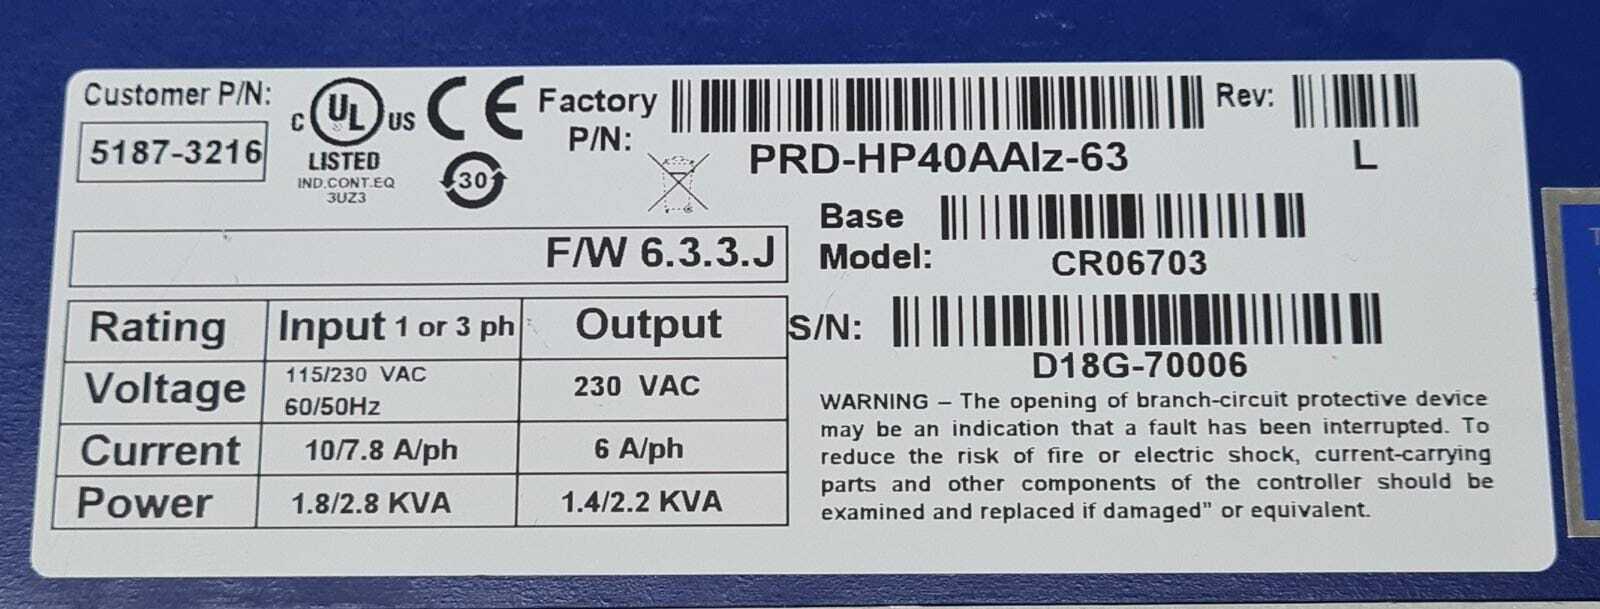 Customer P/N:
5187-3216
C UL US
LISTED
IND.CONT.EQ
3UZ3
CE
30
Factory
P/N:
PRD-HP40AAIz-63
Rev:
L
Base
Model:
CR06703
F/W 6.3.3.J
S/N:
D18G-70006
Rating Input 1 or 3 ph Output
Voltage 115/230 VAC 60/50Hz 230 VAC
Current 10/7.8 A/ph 6 A/ph
Power 1.8/2.8 KVA 1.4/2.2 KVA
WARNING – The opening of branch-circuit protective device
may be an indication that a fault has been interrupted. To
reduce the risk of fire or electric shock, current-carrying
parts and other components of the controller should be
examined and replaced if damaged" or equivalent.